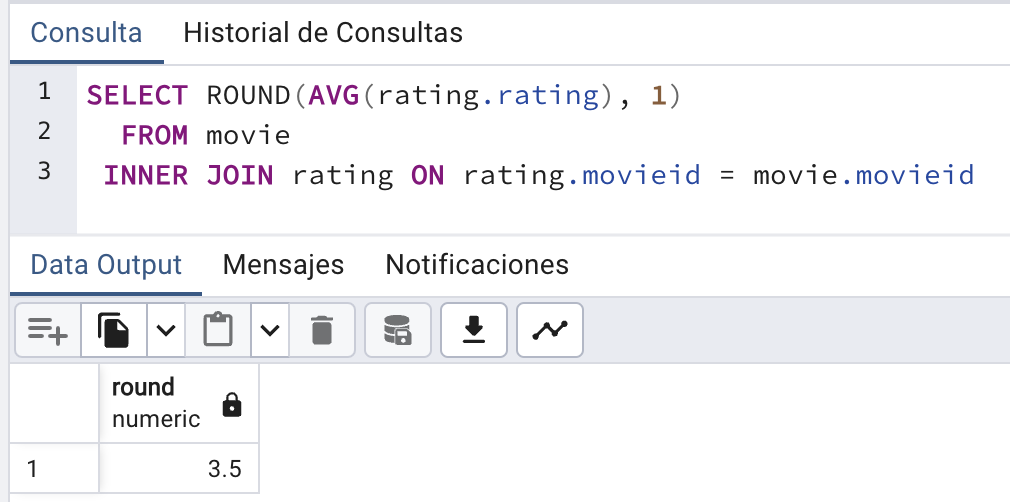 Consulta Historial de Consultas
1 SELECT ROUND(AVG(rating.rating), 1)
2 FROM movie
3 INNER JOIN rating ON rating.movieid = movie.movieid
Data Output Mensajes Notificaciones
round
numeric
1 3.5